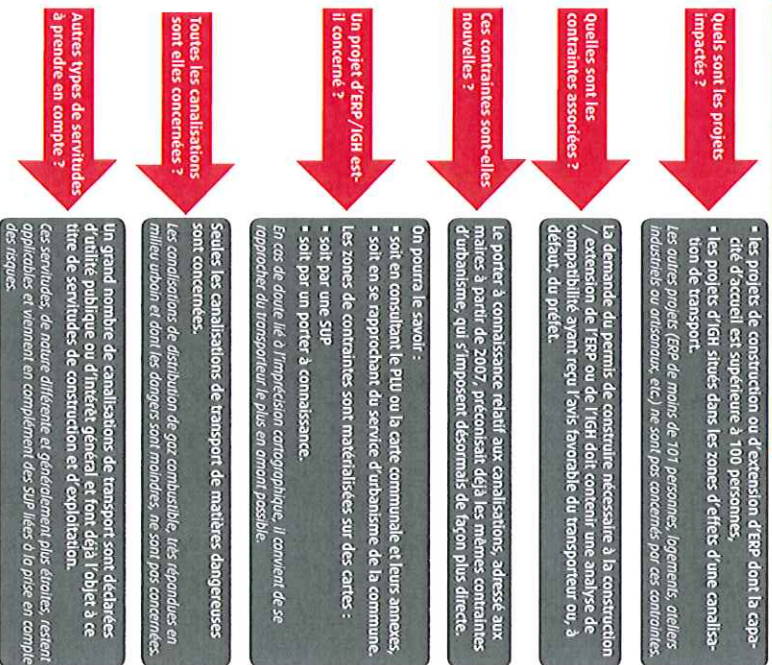 Quels sont les projets
impactés ?
▪ les projets de construction ou d'extension d'ERP dont la capa-
cité d'accueil est supérieure à 100 personnes,
▪ les projets d'IGH situés dans les zones d'effets d'une canalisa-
tion de transport.
Les autres projets (ERP de moins de 101 personnes, logements, ateliers
industriels ou artisanaux, etc.) ne sont pas concernés par ces contraintes.
Quelles sont les
contraintes associées ?
La demande du permis de construire nécessaire à la construction
/ extension de l'ERP ou de l'IGH doit contenir une analyse de
compatibilité ayant reçu l'avis favorable du transporteur ou, à
défaut, du préfet.
Ces contraintes sont-elles
nouvelles ?
Le porter à connaissance relatif aux canalisations, adressé aux
maires à partir de 2007, préconisait déjà les mêmes contraintes
d'urbanisme, qui s'imposent désormais de façon plus directe.
Un projet d'ERP/IGH est-
il concerné ?
On pourra le savoir :
▪ soit en consultant le PLU ou la carte communale et leurs annexes,
▪ soit en se rapprochant du service d'urbanisme de la commune.
Les zones de contraintes sont matérialisées sur des cartes :
▪ soit par une SUP
▪ soit par un porter à connaissance.
En cas de doute lié à l'imprécision cartographique, il convient de se
rapprocher du transporteur le plus en amont possible.
Toutes les canalisations
sont elles concernées ?
Seules les canalisations de transport de matières dangereuses
sont concernées.
Les canalisations de distribution de gaz combustible, très répandues en
milieu urbain et dont les dangers sont moindres, ne sont pas concernées.
Autres types de servitudes
à prendre en compte ?
Un grand nombre de canalisations de transport sont déclarées
d'utilité publique ou d'intérêt général et font déjà l'objet à ce
titre de servitudes de construction et d'exploitation.
Ces servitudes, de nature différente et généralement plus étroites, restent
applicables et viennent en complément des SUP liées à la prise en compte
des risques.